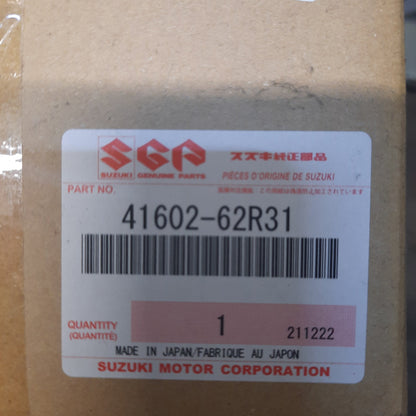 SGP スズキ純正部品
SUZUKI GENUINE PARTS PIÈCES D'ORIGINE DE SUZUKI
PART NO.
41602-62R31
QUANTITY 1 211222
(QUANTITÉ)
MADE IN JAPAN/FABRIQUE AU JAPON
SUZUKI MOTOR CORPORATION